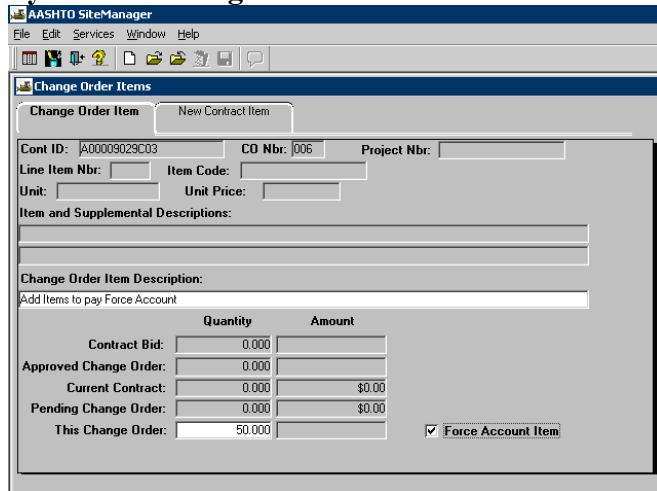 AASHTO SiteManager
File Edit Services Window Help
Change Order Items
Change Order Item New Contract Item
Cont ID: A00009029C03 CO Nbr: 006 Project Nbr:
Line Item Nbr: Item Code:
Unit: Unit Price:
Item and Supplemental Descriptions:
Change Order Item Description:
Add Items to pay Force Account
Quantity Amount
Contract Bid: 0.000
Approved Change Order: 0.000
Current Contract: 0.000 $0.00
Pending Change Order: 0.000 $0.00
This Change Order: 50.000 Force Account Item